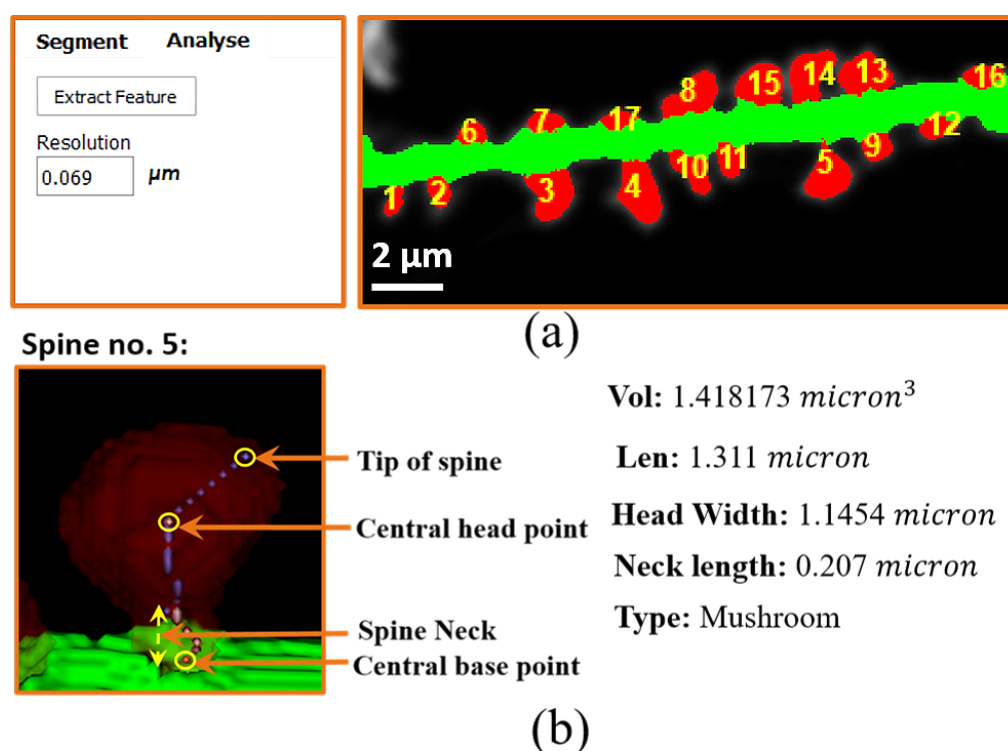 Segment Analyse
Extract Feature
Resolution
0.069 μm
1 2 3 4 5 6 7 8 9 10 11 12 13 14 15 16 17
2 μm
(a)
Spine no. 5:
Tip of spine
Central head point
Spine Neck
Central base point
Vol: 1.418173 micron³
Len: 1.311 micron
Head Width: 1.1454 micron
Neck length: 0.207 micron
Type: Mushroom
(b)